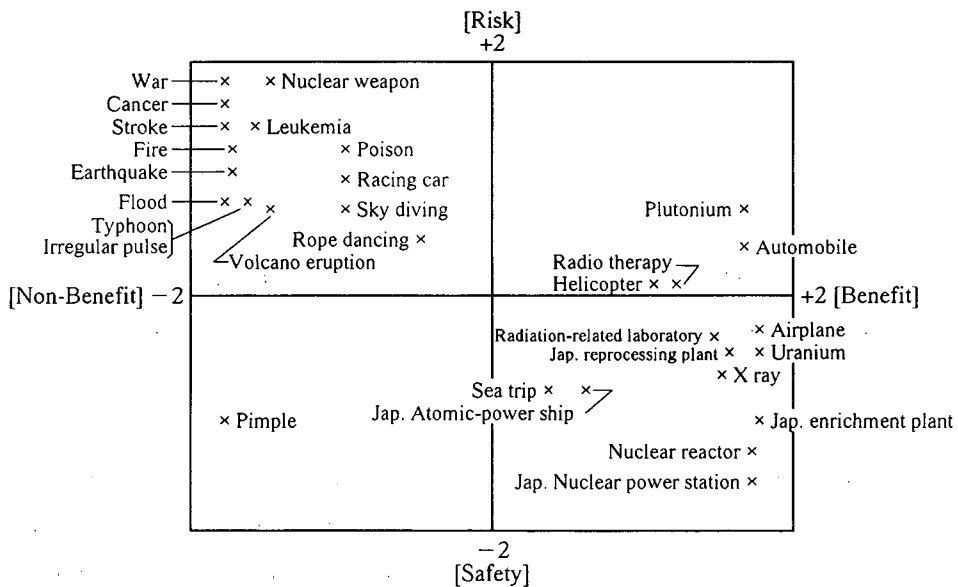 [Risk]
+2
War
Nuclear weapon
Cancer
Stroke
Leukemia
Fire
Poison
Earthquake
Racing car
Flood
Sky diving
Plutonium
Typhoon
Irregular pulse
Rope dancing
Automobile
Volcano eruption
Radio therapy
Helicopter
[Non-Benefit] −2
+2 [Benefit]
Airplane
Radiation-related laboratory
Jap. reprocessing plant
Uranium
X ray
Sea trip
Jap. Atomic-power ship
Pimple
Jap. enrichment plant
Nuclear reactor
Jap. Nuclear power station
−2
[Safety]